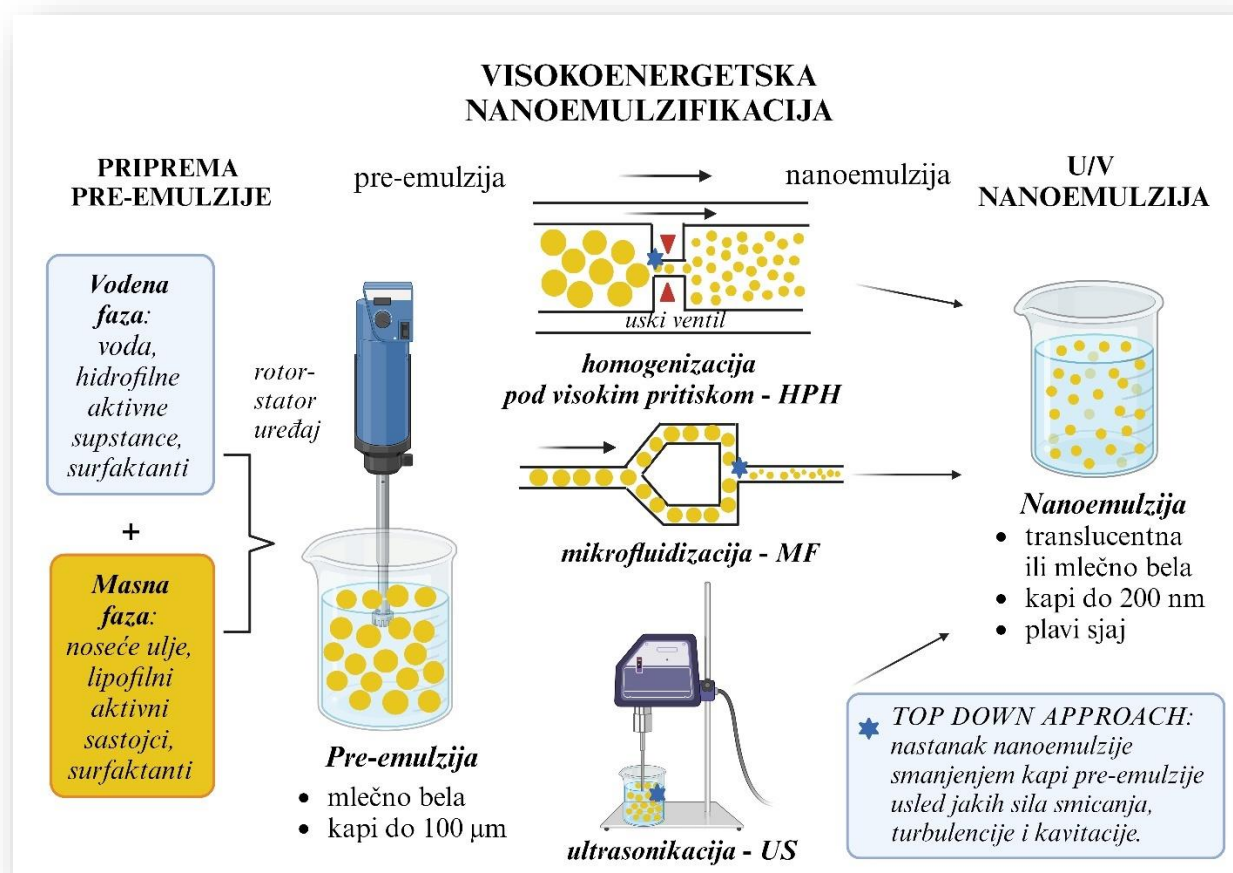 VISOKOENERGETSKA
NANOEMULZIFIKACIJA
PRIPREMA
PRE-EMULZIJE
Vodena
faza:
voda,
hidrofilne
aktivne
supstance,
surfaktanti
+
Masna
faza:
noseće ulje,
lipofilni
aktivni
sastojci,
surfaktanti
rotor-
stator
uređaj
Pre-emulzija
• mlečno bela
• kapi do 100 μm
pre-emulzija
nanoemulzija
uski ventil
homogenizacija
pod visokim pritiskom - HPH
mikrofluidizacija - MF
ultrasonikacija - US
U/V
NANOEMULZIJA
Nanoemulzija
• translucentna
ili mlečno bela
• kapi do 200 nm
• plavi sjaj
TOP DOWN APPROACH:
nastanak nanoemulzije
smanjenjem kapi pre-emulzije
usled jakih sila smicanja,
turbulencije i kavitacije.